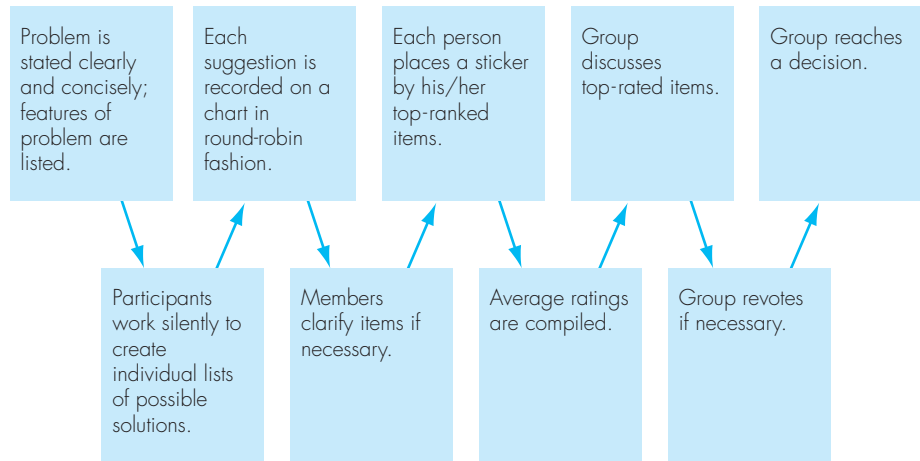 Problem is
stated clearly
and concisely;
features of
problem are
listed.
Participants
work silently to
create
individual lists
of possible
solutions.
Each
suggestion is
recorded on a
chart in
round-robin
fashion.
Members
clarify items if
necessary.
Each person
places a sticker
by his/her
top-ranked
items.
Average ratings
are compiled.
Group
discusses
top-rated items.
Group revotes
if necessary.
Group reaches
a decision.